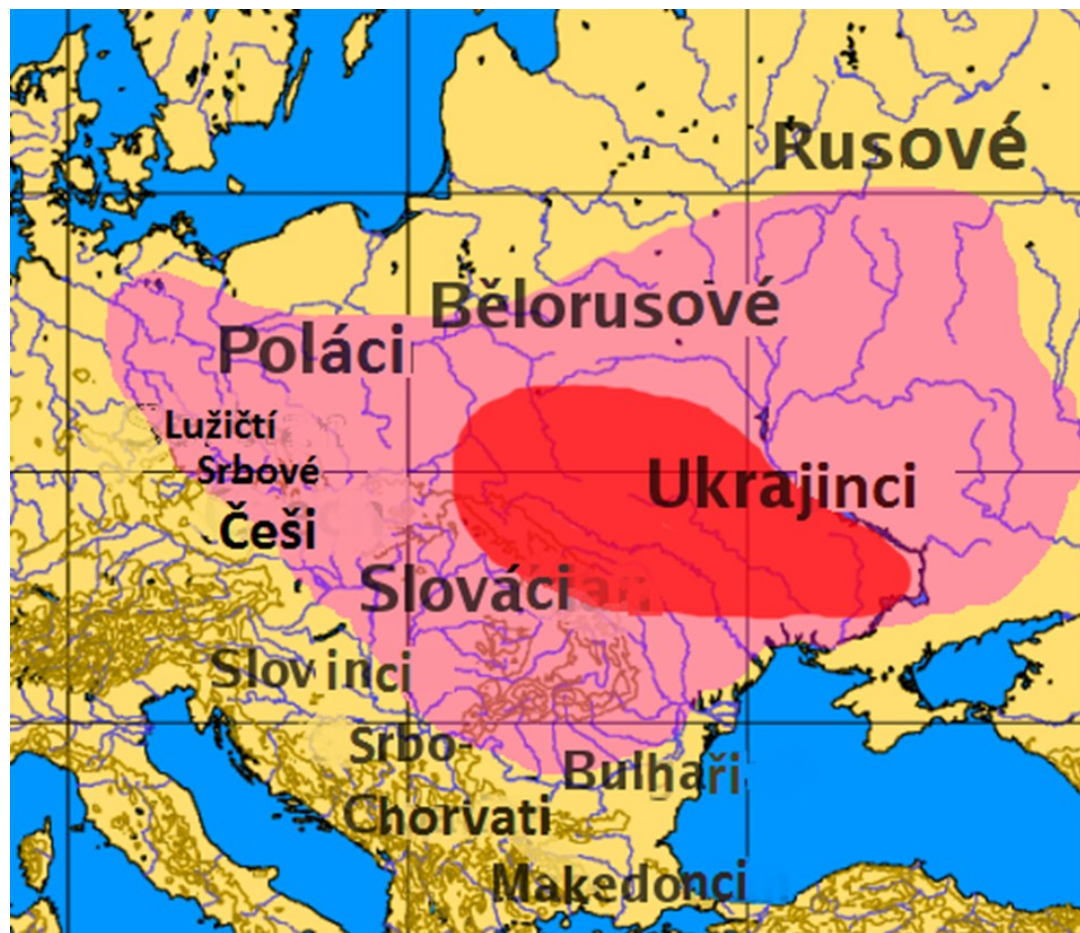 Rusové
Bělorusové
Poláci
Lužičtí
Srbové
Ukrajinci
Češi
Slováci
Slovinci
Srbo-
Bulhaři
Chorvati
Makedonci